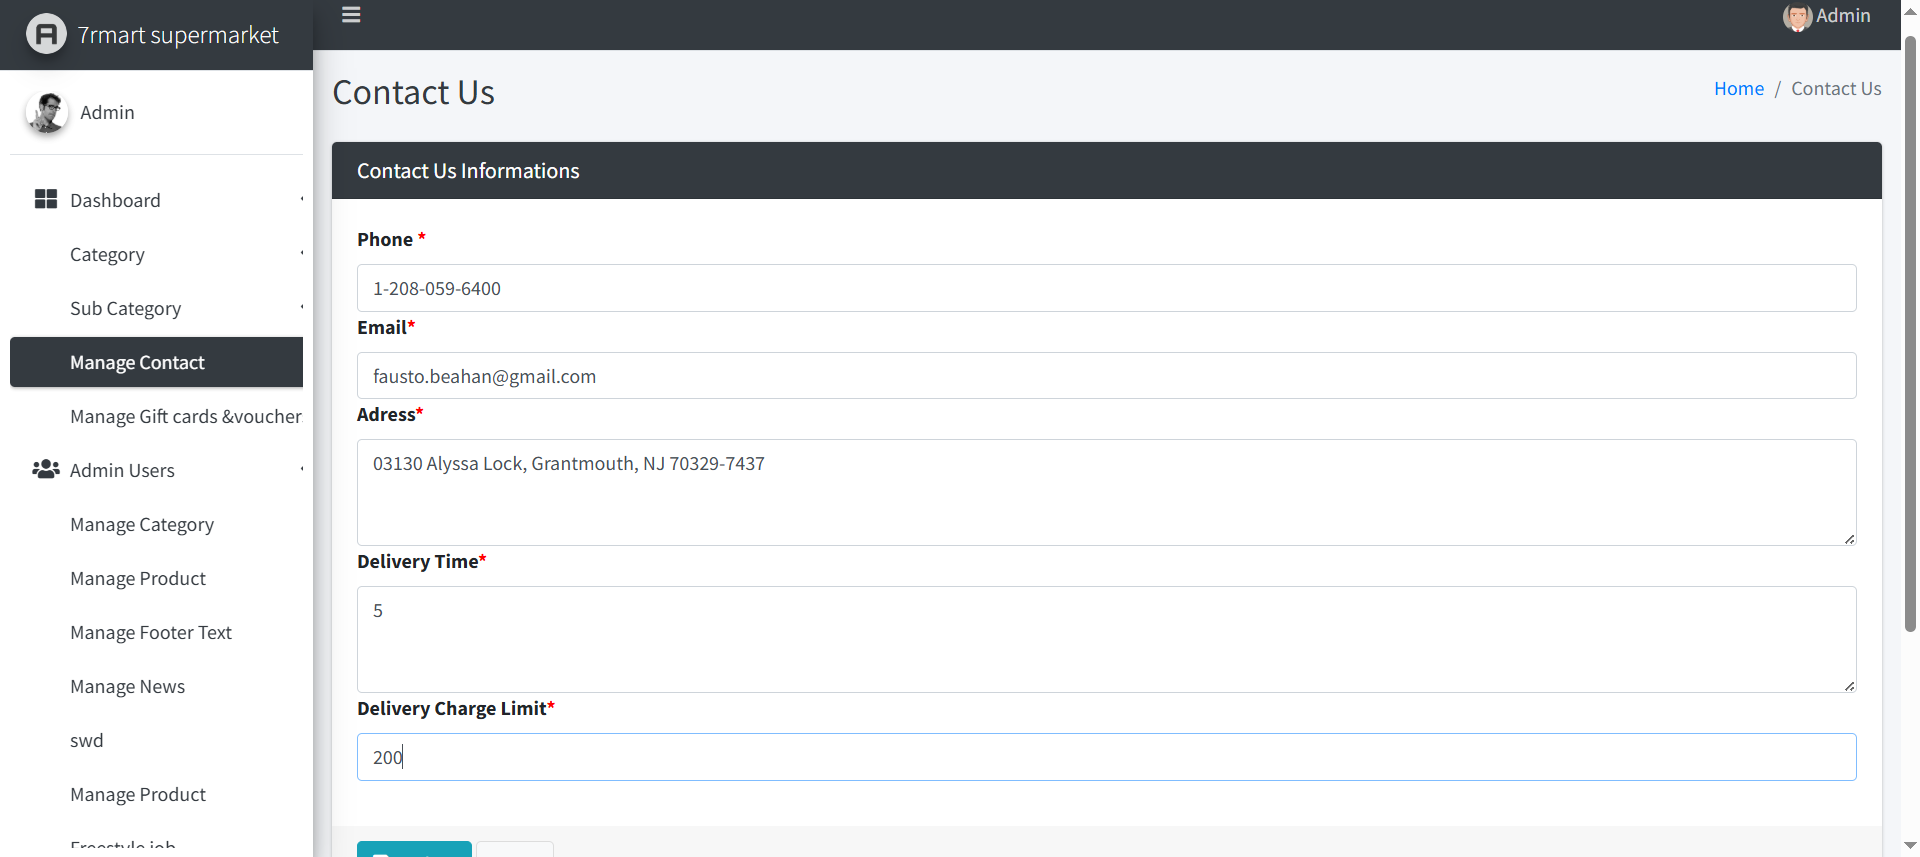 7rmart supermarket
Admin
Admin
Dashboard
Category
Sub Category
Manage Contact
Manage Gift cards &voucher
Admin Users
Manage Category
Manage Product
Manage Footer Text
Manage News
swd
Manage Product
Freestyle job
Contact Us
Home / Contact Us
Contact Us Informations
Phone *
1-208-059-6400
Email*
fausto.beahan@gmail.com
Adress*
03130 Alyssa Lock, Grantmouth, NJ 70329-7437
Delivery Time*
5
Delivery Charge Limit*
200